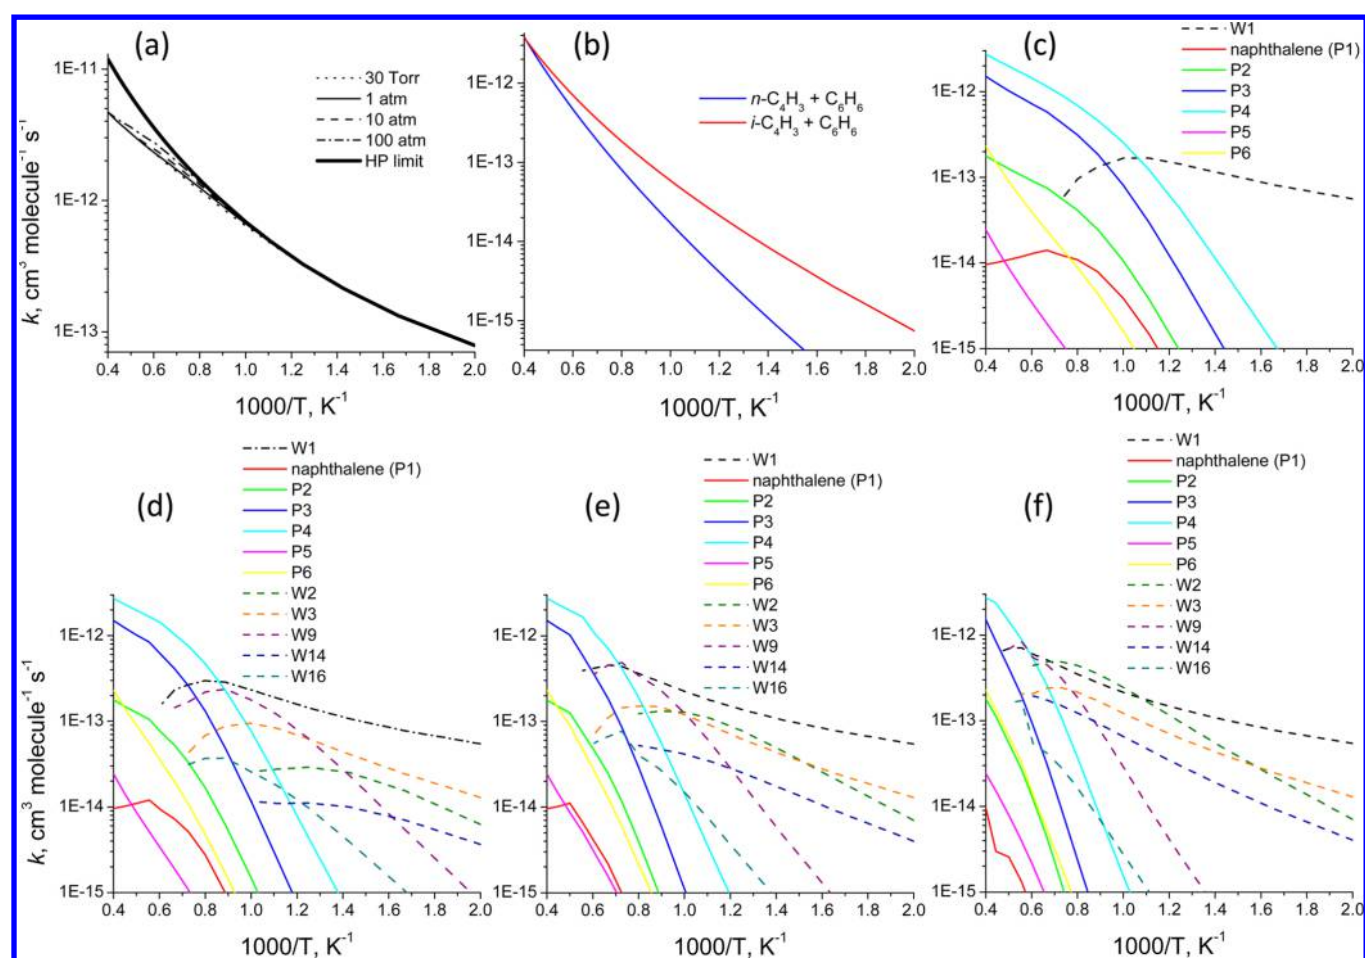 (a)
30 Torr
1 atm
10 atm
100 atm
HP limit
1E-11
1E-12
1E-13
k, cm³ molecule⁻¹ s⁻¹
0.4 0.6 0.8 1.0 1.2 1.4 1.6 1.8 2.0
1000/T, K⁻¹
(b)
n-C₄H₃ + C₆H₆
i-C₄H₃ + C₆H₆
1E-12
1E-13
1E-14
1E-15
0.4 0.6 0.8 1.0 1.2 1.4 1.6 1.8 2.0
1000/T, K⁻¹
(c)
W1
naphthalene (P1)
P2
P3
P4
P5
P6
1E-12
1E-13
1E-14
1E-15
0.4 0.6 0.8 1.0 1.2 1.4 1.6 1.8 2.0
1000/T, K⁻¹
(d)
W1
naphthalene (P1)
P2
P3
P4
P5
P6
W2
W3
W9
W14
W16
1E-12
1E-13
1E-14
1E-15
k, cm³ molecule⁻¹ s⁻¹
0.4 0.6 0.8 1.0 1.2 1.4 1.6 1.8 2.0
1000/T, K⁻¹
(e)
W1
naphthalene (P1)
P2
P3
P4
P5
P6
W2
W3
W9
W14
W16
1E-12
1E-13
1E-14
1E-15
0.4 0.6 0.8 1.0 1.2 1.4 1.6 1.8 2.0
1000/T, K⁻¹
(f)
W1
naphthalene (P1)
P2
P3
P4
P5
P6
W2
W3
W9
W14
W16
1E-12
1E-13
1E-14
1E-15
0.4 0.6 0.8 1.0 1.2 1.4 1.6 1.8 2.0
1000/T, K⁻¹